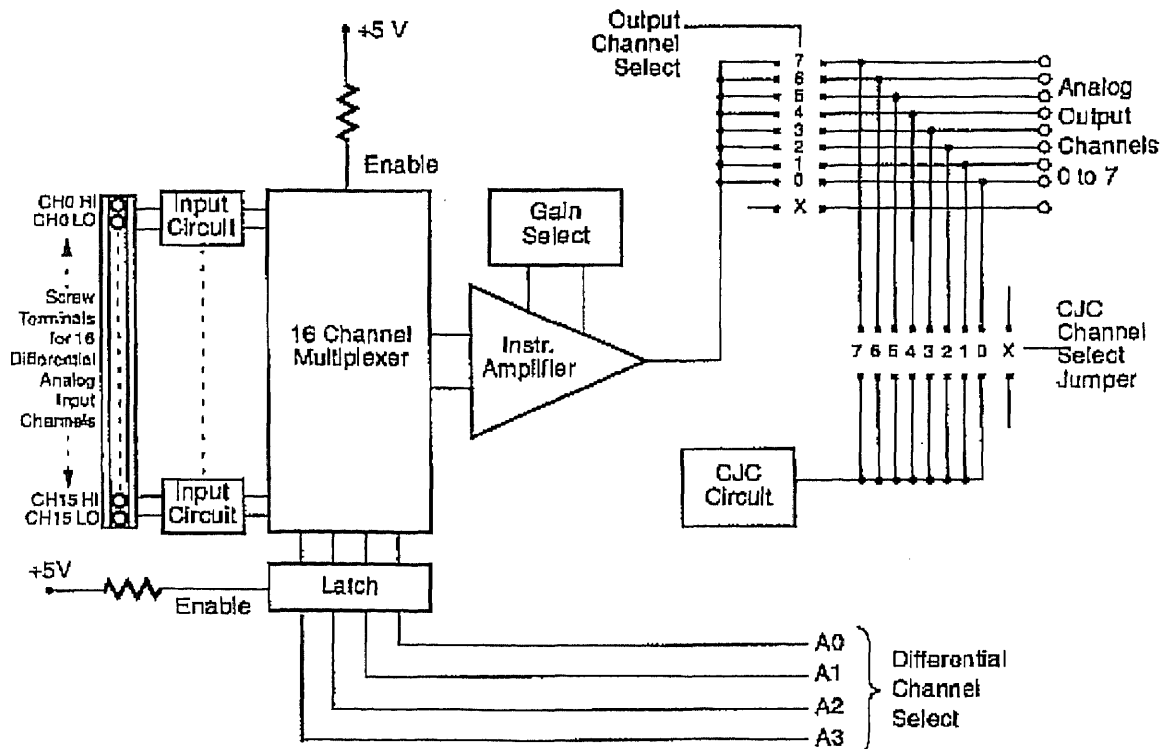 +5 V
Enable
Output
Channel
Select
7
6
5
4
3
2
1
0
X
Analog
Output
Channels
0 to 7
CH0 HI
CH0 LO
Screw
Terminals
for 16
Differential
Analog
Input
Channels
CH15 HI
CH15 LO
Input
Circuit
Input
Circuit
16 Channel
Multiplexer
Gain
Select
Instr.
Amplifier
7 6 5 4 3 2 1 0 X
CJC
Channel
Select
Jumper
CJC
Circuit
+5V
Enable
Latch
A0
A1
A2
A3
Differential
Channel
Select